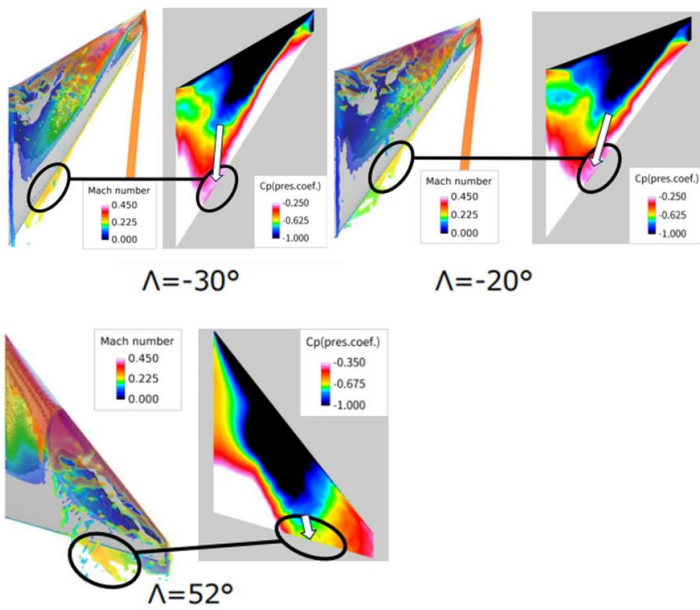 Mach number
0.450
0.225
0.000
Cp(pres.coef.)
-0.250
-0.625
-1.000
Λ=-30°
Mach number
0.450
0.225
0.000
Cp(pres.coef.)
-0.250
-0.625
-1.000
Λ=-20°
Mach number
0.450
0.225
0.000
Cp(pres.coef.)
-0.350
-0.675
-1.000
Λ=52°